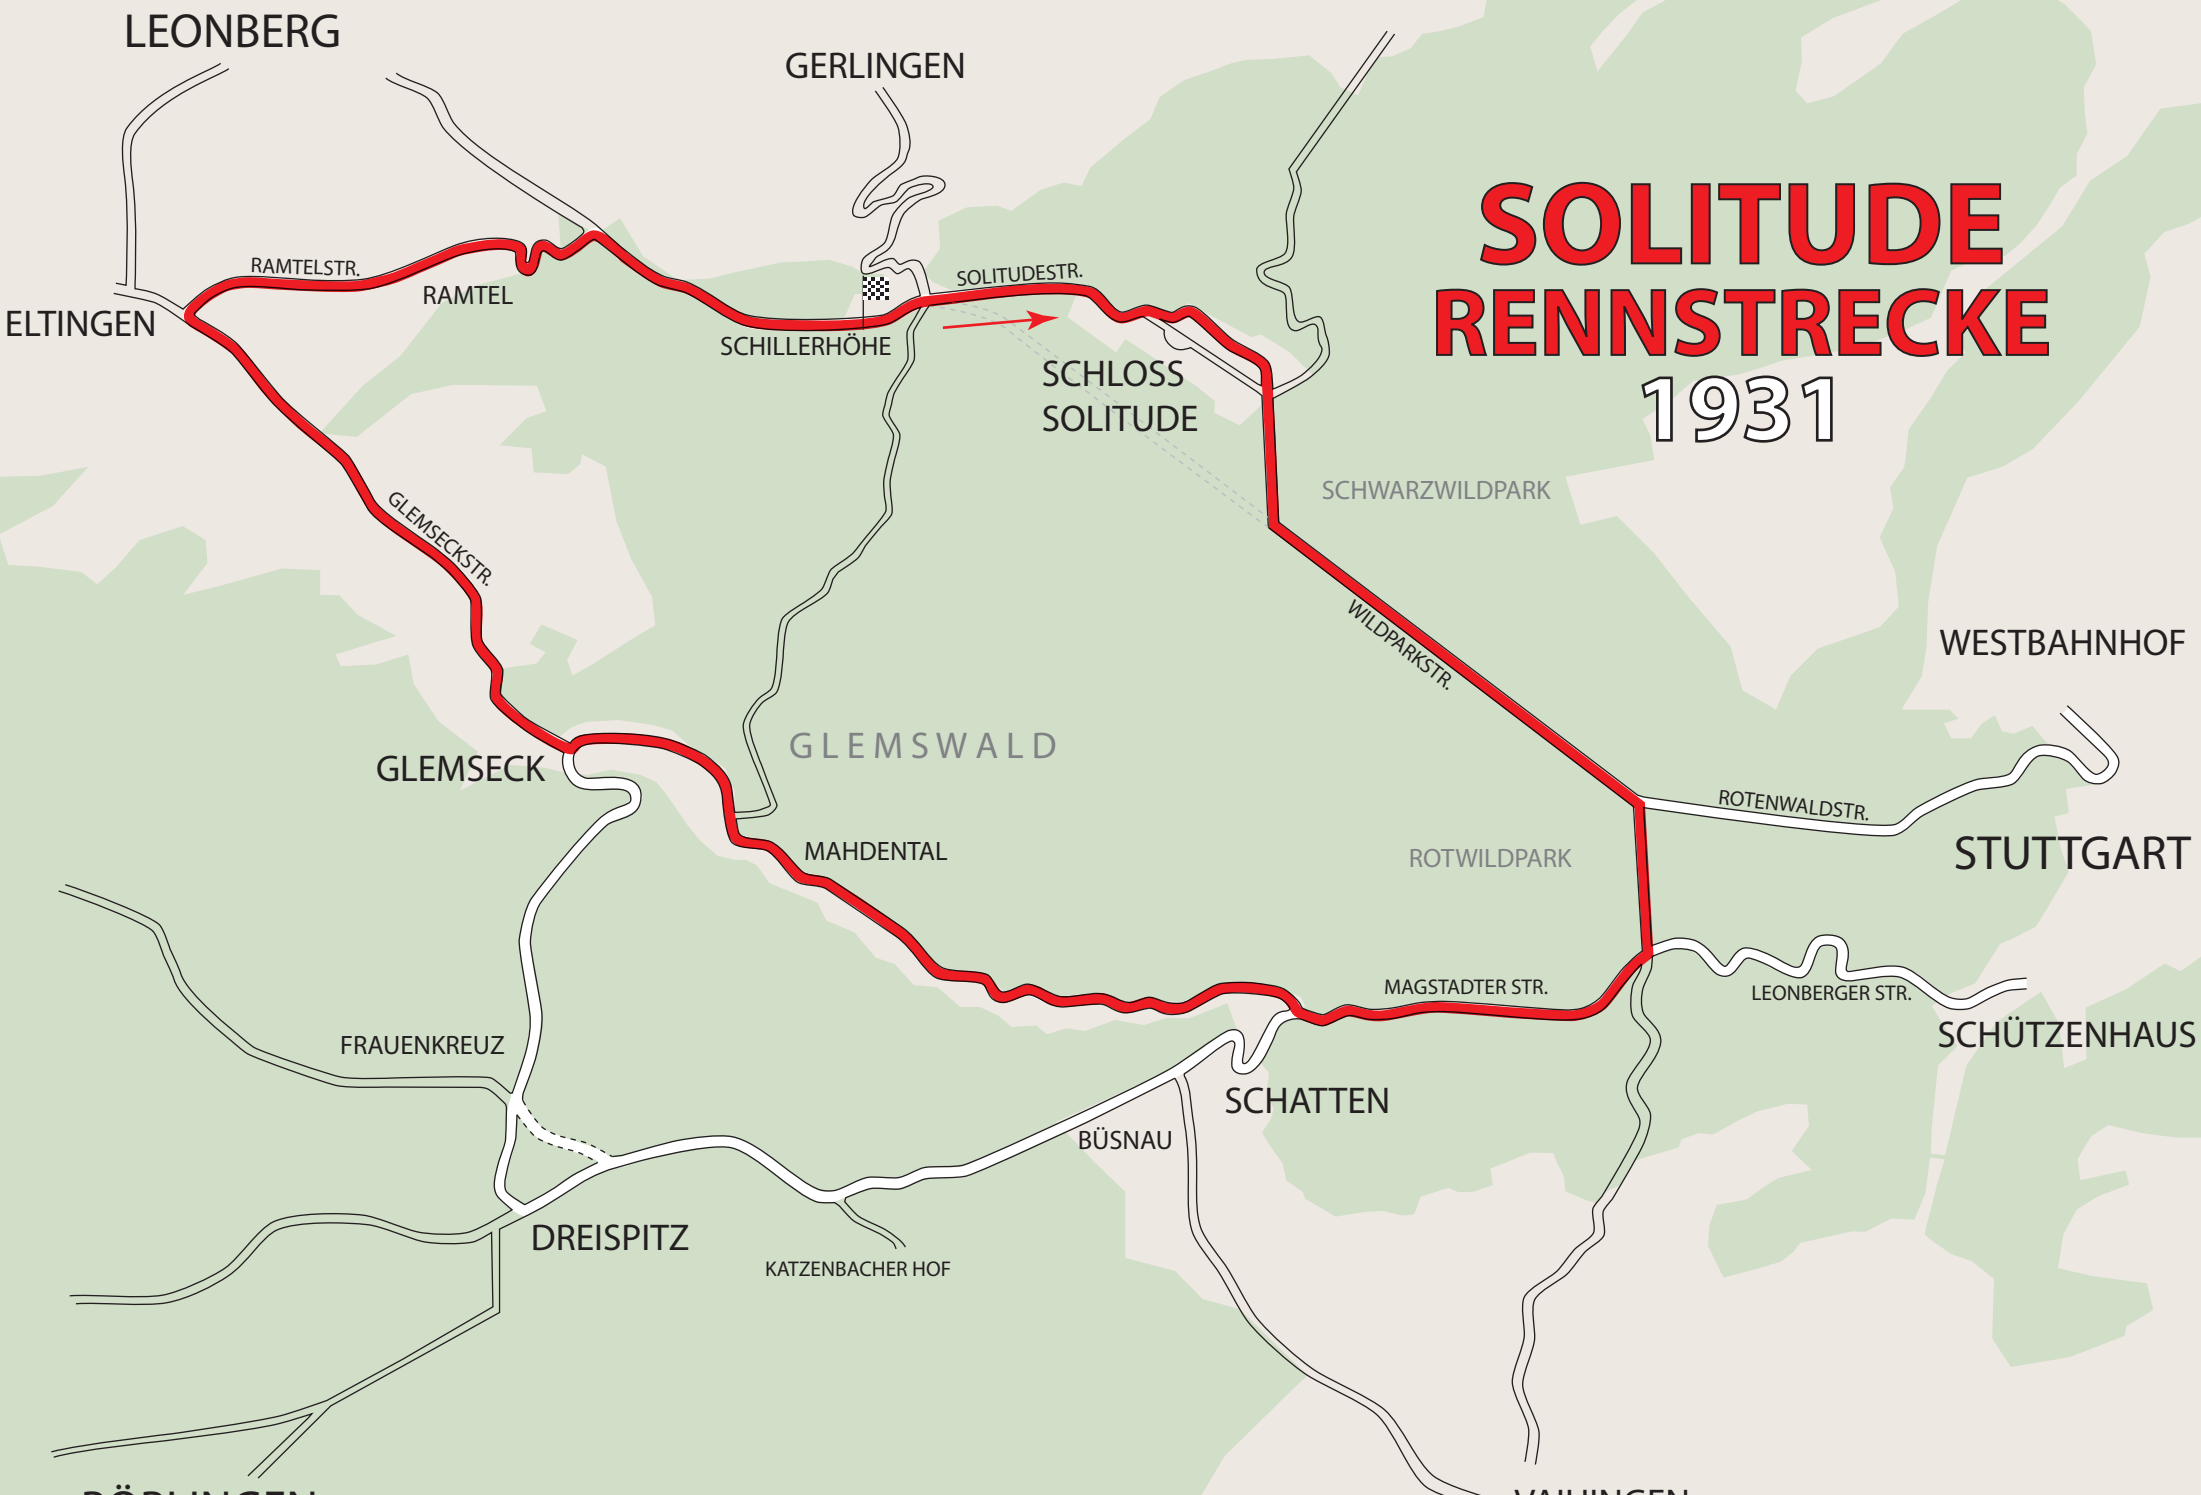 LEONBERG
GERLINGEN
SOLITUDE
RENNSTRECKE
1931
RAMTELSTR.
RAMTEL
SOLITUDESTR.
ELTINGEN
SCHILLERHÖHE
SCHLOSS
SOLITUDE
SCHWARZWILDPARK
GLEMSECKSTR.
WILDPARKSTR.
WESTBAHNHOF
GLEMSWALD
GLEMSECK
ROTENWALDSTR.
MAHDENTAL
ROTWILDPARK
STUTTGART
MAGSTADTER STR.
LEONBERGER STR.
FRAUENKREUZ
SCHÜTZENHAUS
SCHATTEN
BÜSNAU
DREISPITZ
KATZENBACHER HOF